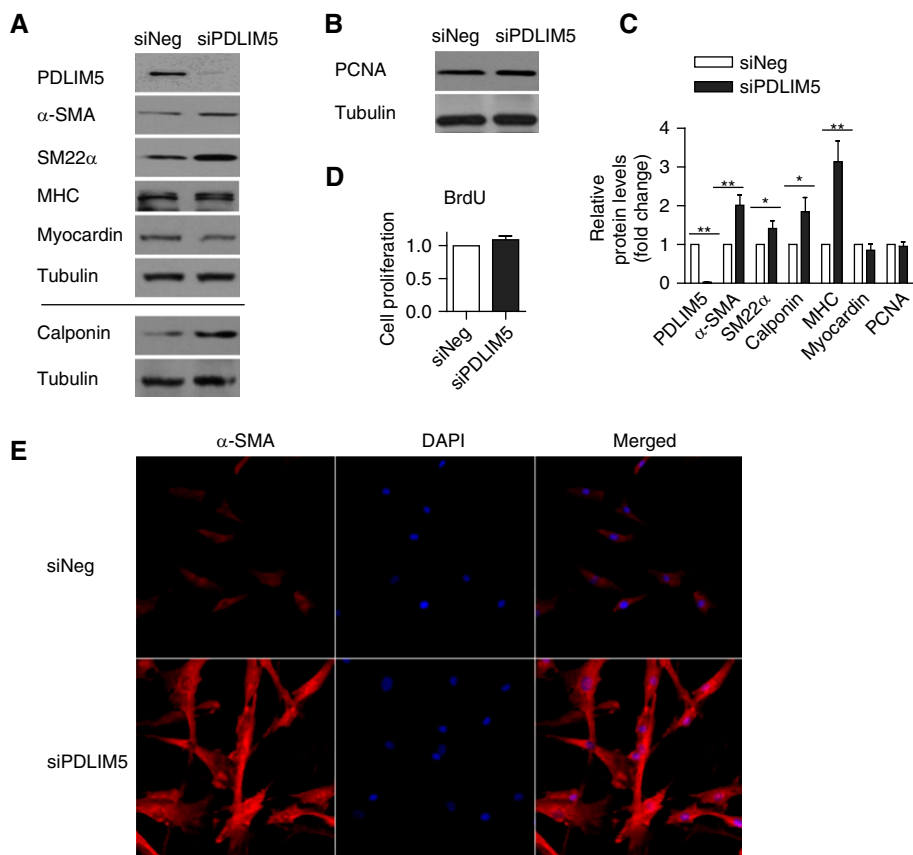 A
siNeg siPDLIM5
PDLIM5
α-SMA
SM22α
MHC
Myocardin
Tubulin
Calponin
Tubulin
B
siNeg siPDLIM5
PCNA
Tubulin
C
siNeg
siPDLIM5
Relative
protein levels
(fold change)
4
3
2
1
0
**
**
*
*
**
PDLIM5
α-SMA
SM22α
Calponin
MHC
Myocardin
PCNA
D
BrdU
Cell proliferation
1.0
0.5
0.0
siNeg
siPDLIM5
E
α-SMA DAPI Merged
siNeg
siPDLIM5